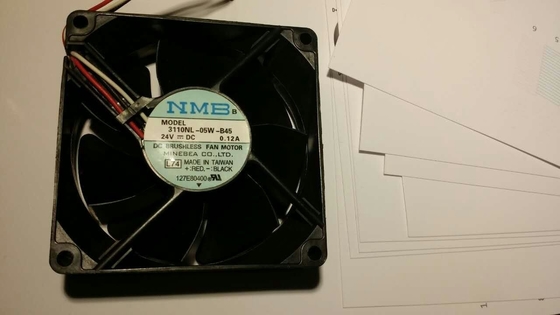 NMB B
MODEL
3110NL-05W-B45
24V ⎓ DC 0.12A
DC BRUSHLESS FAN MOTOR
MINEBEA CO.,LTD.
MADE IN TAIWAN
+:RED,-:BLACK